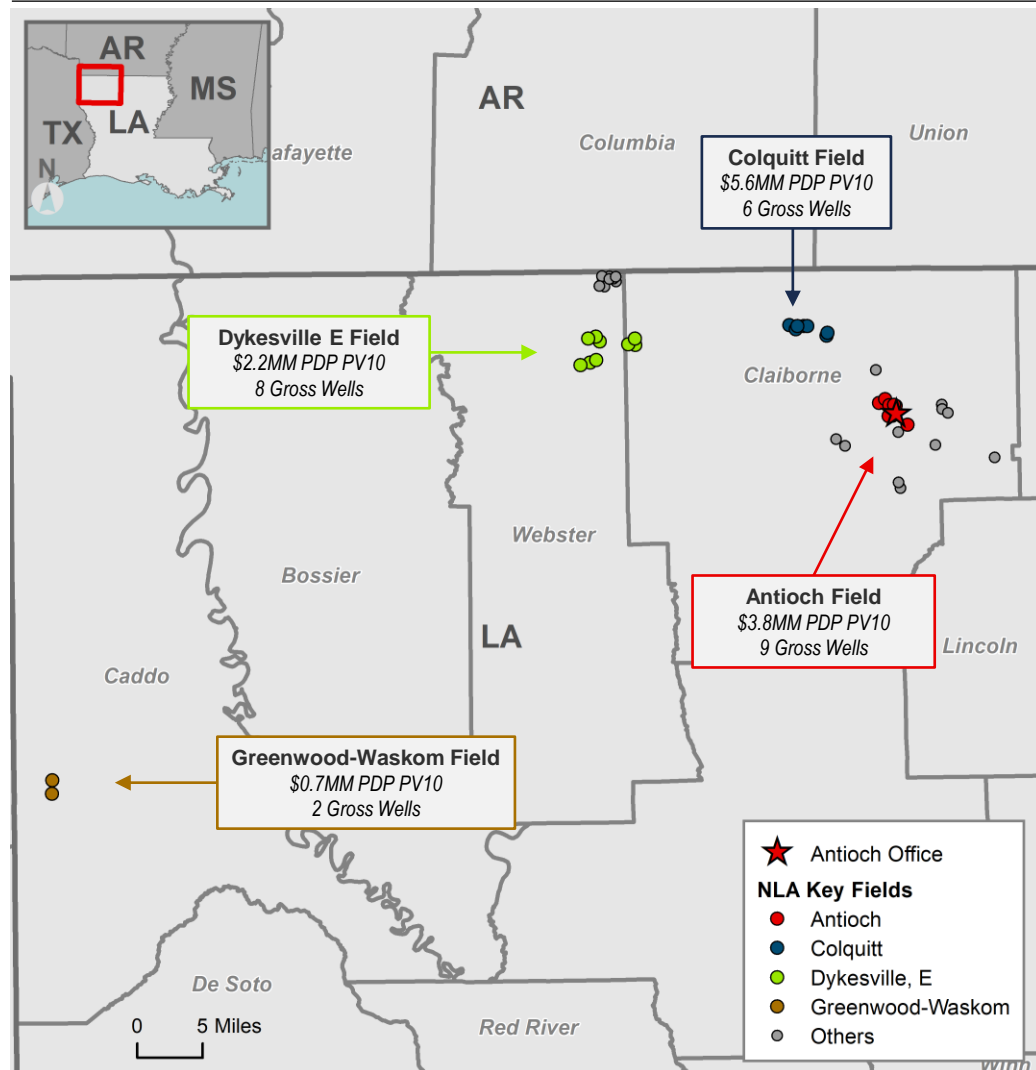 AR
MS
LA
TX
N
AR
afayette
Columbia
Union
Colquitt Field
$5.6MM PDP PV10
6 Gross Wells
Dykesville E Field
$2.2MM PDP PV10
8 Gross Wells
Claiborne
Webster
Bossier
Antioch Field
$3.8MM PDP PV10
9 Gross Wells
LA
Lincoln
Caddo
Greenwood-Waskom Field
$0.7MM PDP PV10
2 Gross Wells
De Soto
0 5 Miles
Red River
Antioch Office
NLA Key Fields
Antioch
Colquitt
Dykesville, E
Greenwood-Waskom
Others
Winn